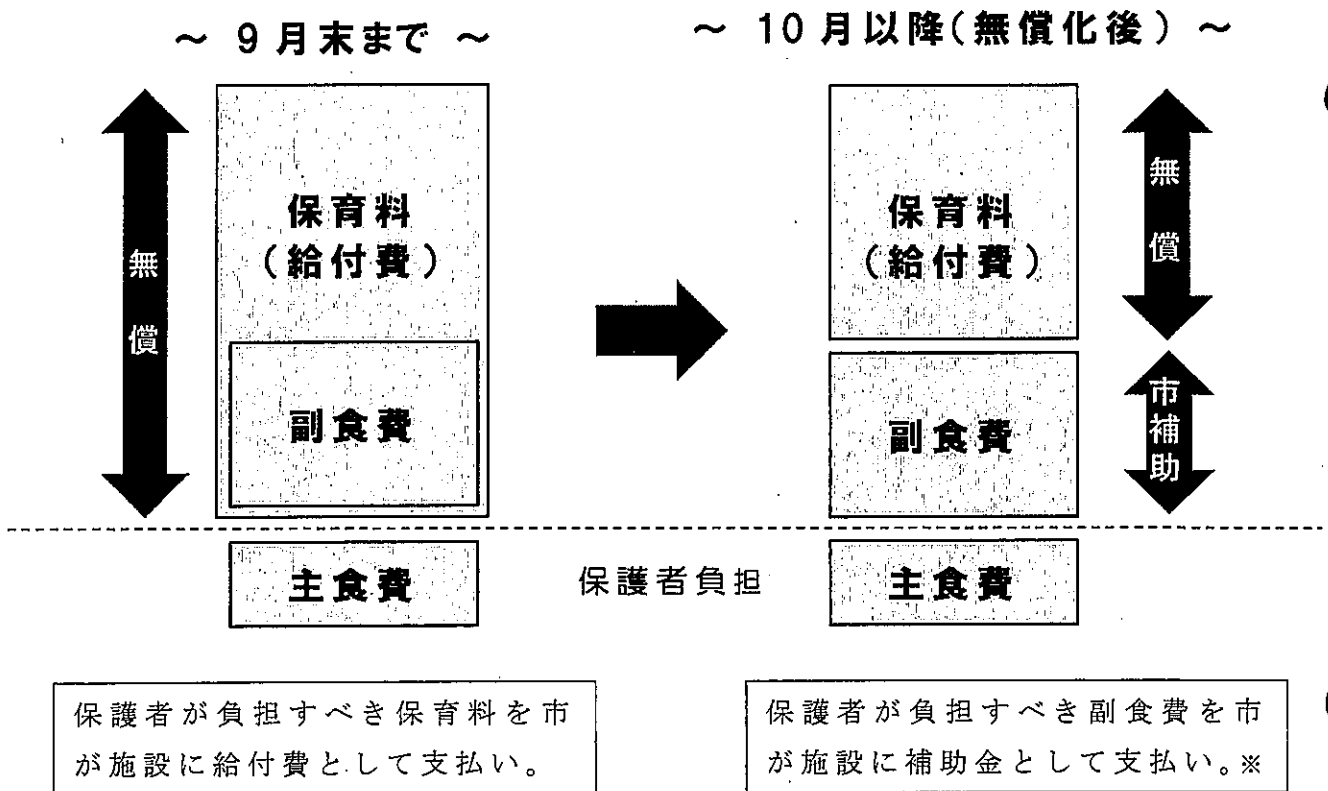 ～ 9月末まで ～
無償
保育料
(給付費)
副食費
主食費
～ 10月以降(無償化後) ～
保育料
(給付費)
無償
副食費
市補助
主食費
保護者負担
保護者が負担すべき保育料を市
が施設に給付費として支払い。
保護者が負担すべき副食費を市
が施設に補助金として支払い。※